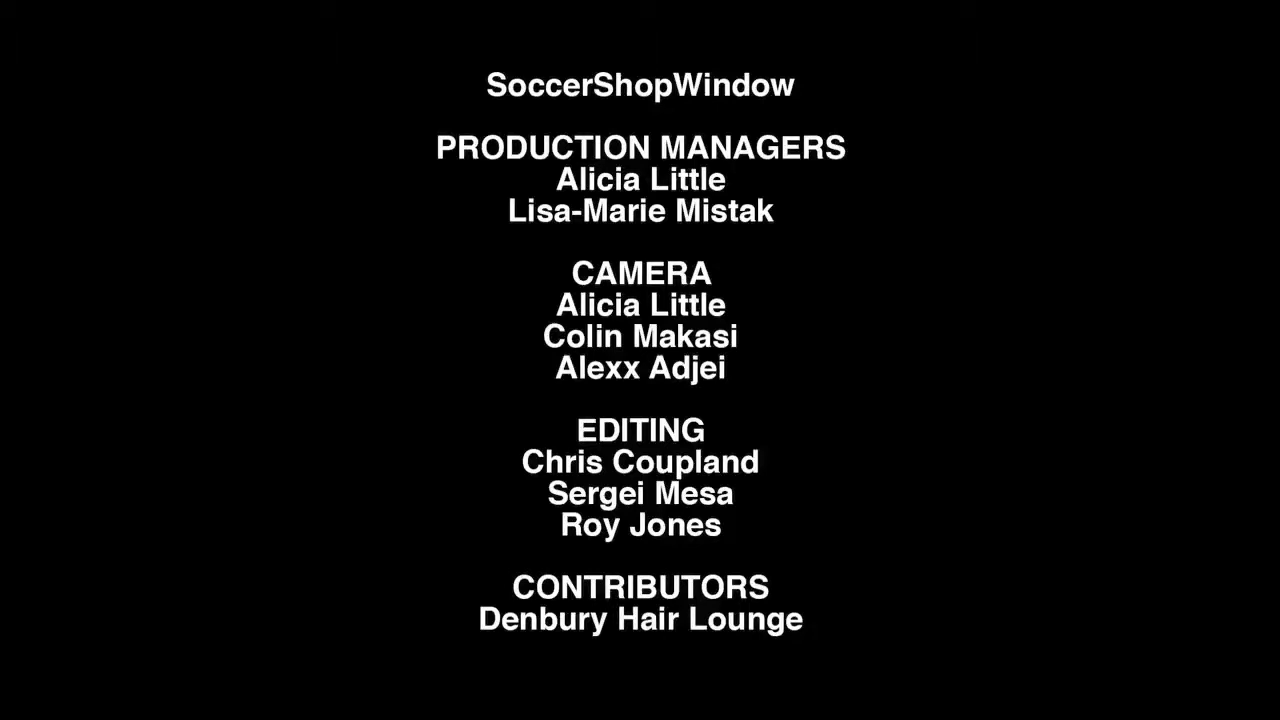 SoccerShopWindow
PRODUCTION MANAGERS
Alicia Little
Lisa-Marie Mistak
CAMERA
Alicia Little
Colin Makasi
Alexx Adjei
EDITING
Chris Coupland
Sergei Mesa
Roy Jones
CONTRIBUTORS
Denbury Hair Lounge